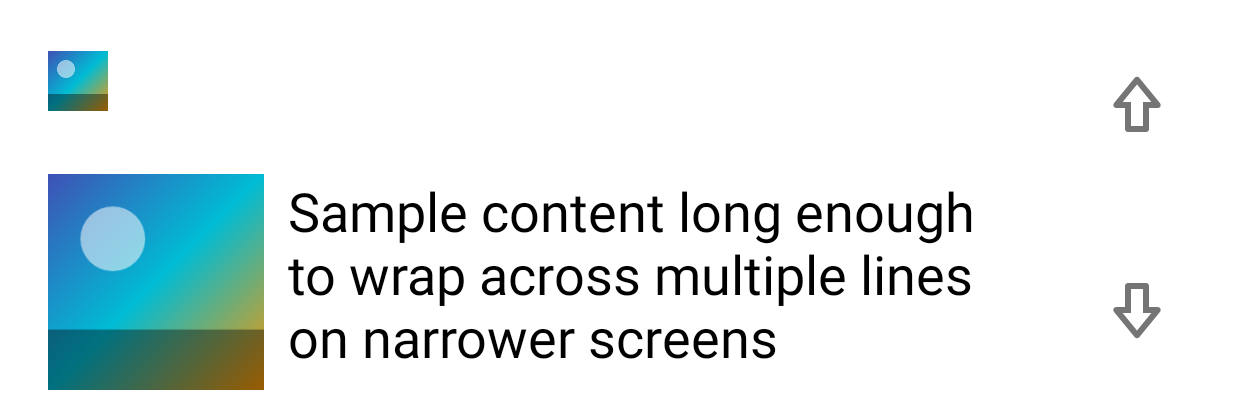 Sample content long enough
to wrap across multiple lines
on narrower screens